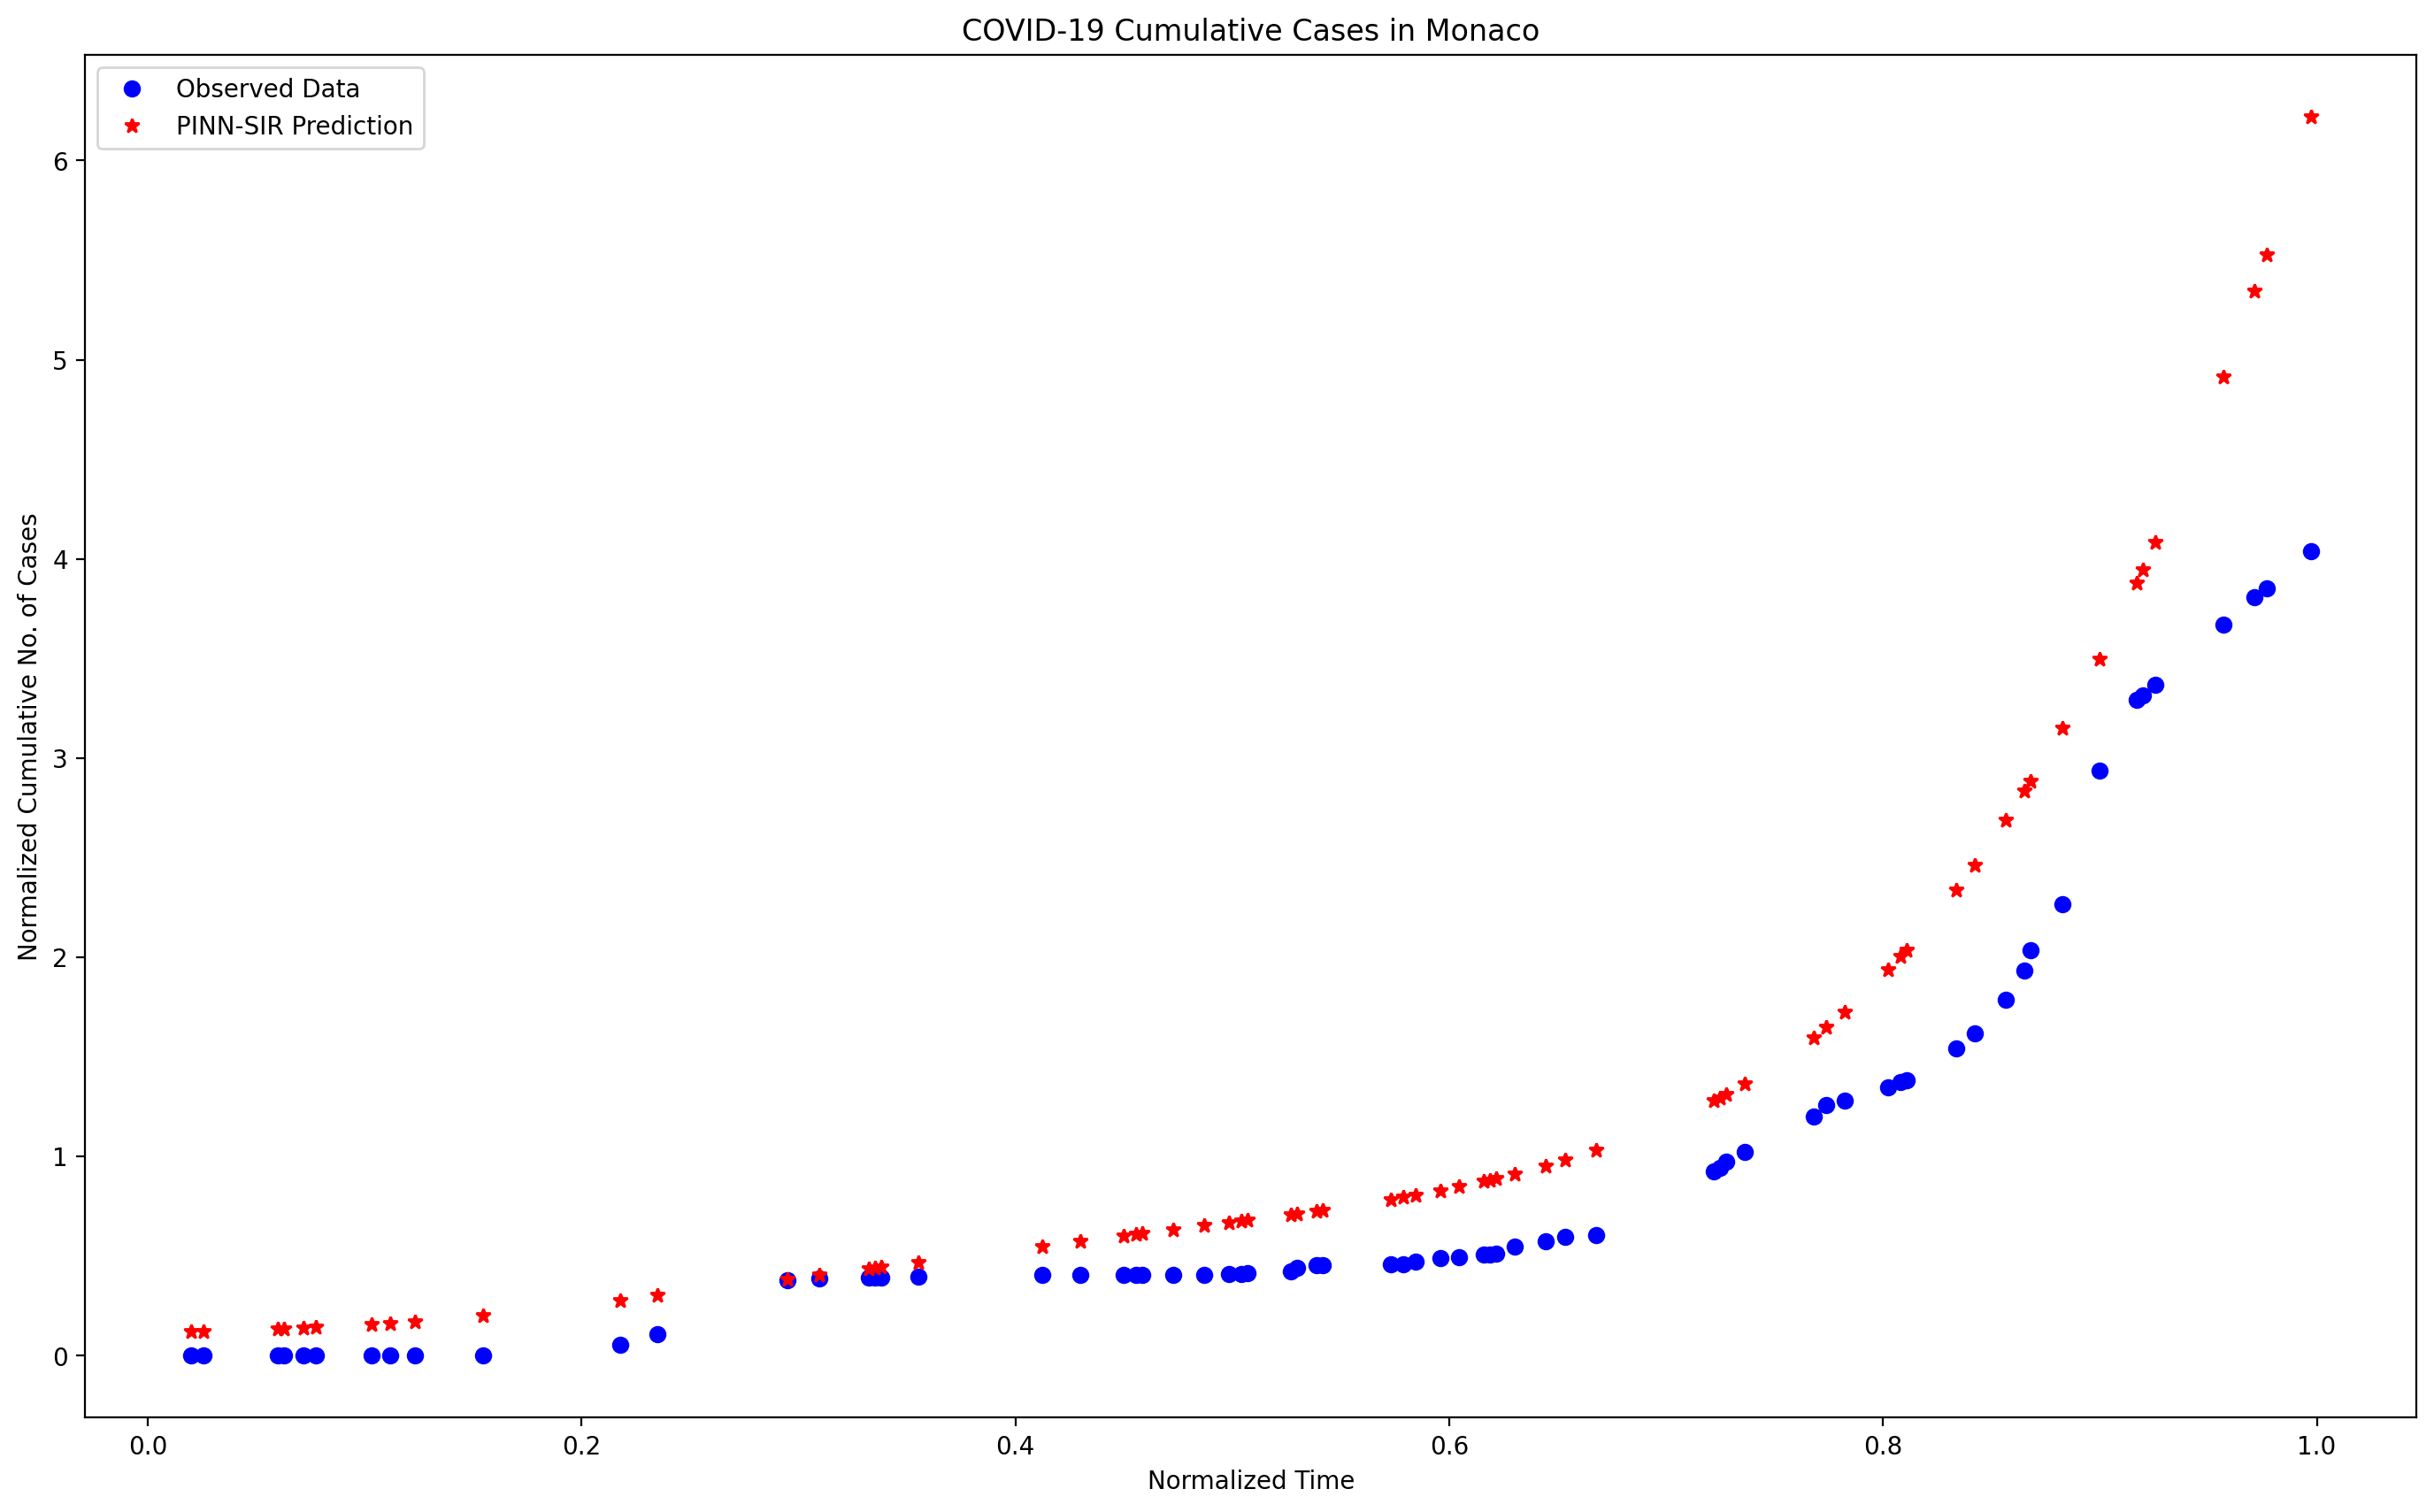 COVID-19 Cumulative Cases in Monaco
Observed Data
PINN-SIR Prediction
Normalized Cumulative No. of Cases
6
5
4
3
2
1
0
0.0
0.2
0.4
0.6
0.8
1.0
Normalized Time